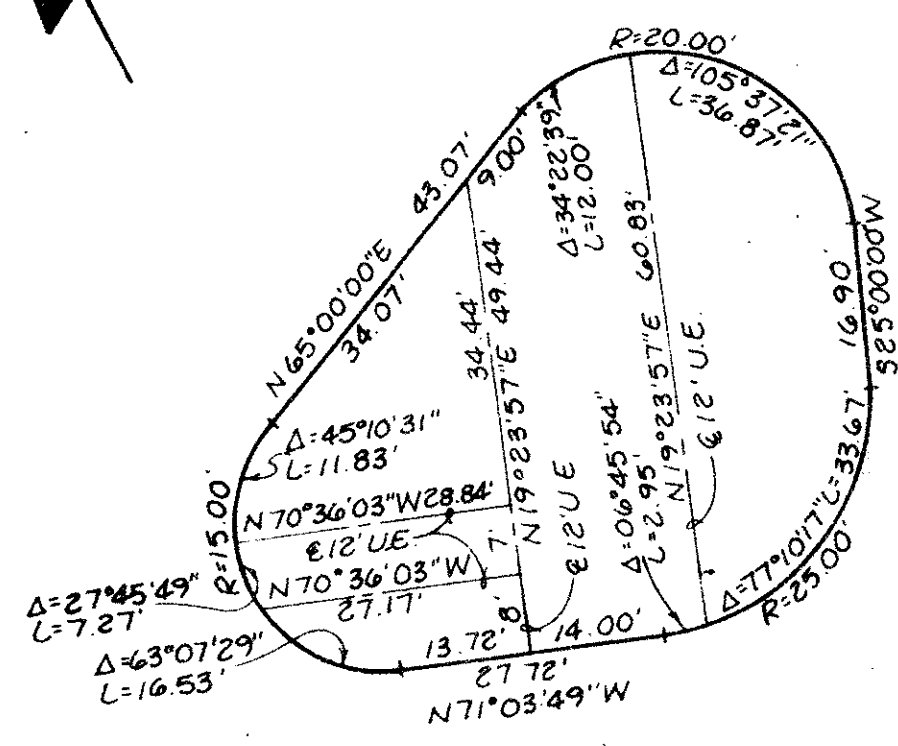 R=20.00'
Δ=105°37'21"
L=36.87'
43.07'
9.00'
Δ=34°22'39"
L=12.00'
N65°00'00"E
34.07'
34.44'
N19°23'57"E 49.44'
N19°23'57"E 60.83'
℄12'U.E.
16.90'
S25°00'00W
Δ=45°10'31"
L=11.83'
R=15.00
N70°36'03"W28.84'
7'
℄12'U.E.
℄12'UE
Δ=06°45'54"
L=2.95'
Δ=77°10'17"L=33.67'
R=25.00'
Δ=27°45'49"
L=7.27'
N70°36'03"W
27.17'
8'
Δ=63°07'29"
L=16.53'
13.72'
14.00'
27 72'
N71°03'49"W